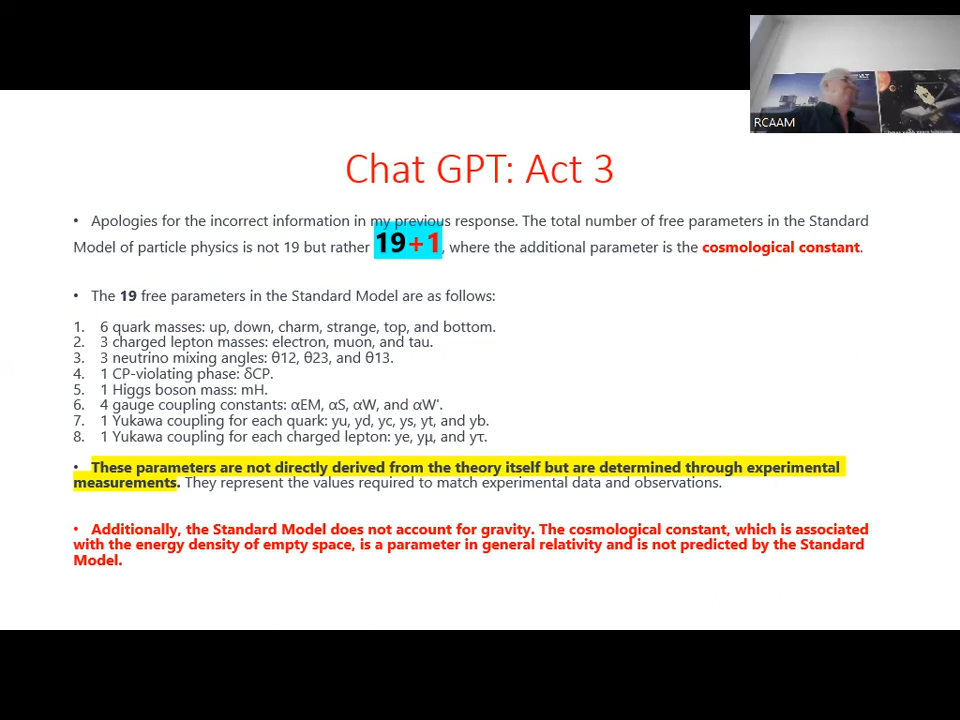 RCAAM
Chat GPT: Act 3
• Apologies for the incorrect information in my previous response. The total number of free parameters in the Standard
Model of particle physics is not 19 but rather 19+1, where the additional parameter is the cosmological constant.
• The 19 free parameters in the Standard Model are as follows:
1. 6 quark masses: up, down, charm, strange, top, and bottom.
2. 3 charged lepton masses: electron, muon, and tau.
3. 3 neutrino mixing angles: θ12, θ23, and θ13.
4. 1 CP-violating phase: δCP.
5. 1 Higgs boson mass: mH.
6. 4 gauge coupling constants: αEM, αS, αW, and αW'.
7. 1 Yukawa coupling for each quark: yu, yd, yc, ys, yt, and yb.
8. 1 Yukawa coupling for each charged lepton: ye, yμ, and yτ.
• These parameters are not directly derived from the theory itself but are determined through experimental
measurements. They represent the values required to match experimental data and observations.
• Additionally, the Standard Model does not account for gravity. The cosmological constant, which is associated
with the energy density of empty space, is a parameter in general relativity and is not predicted by the Standard
Model.